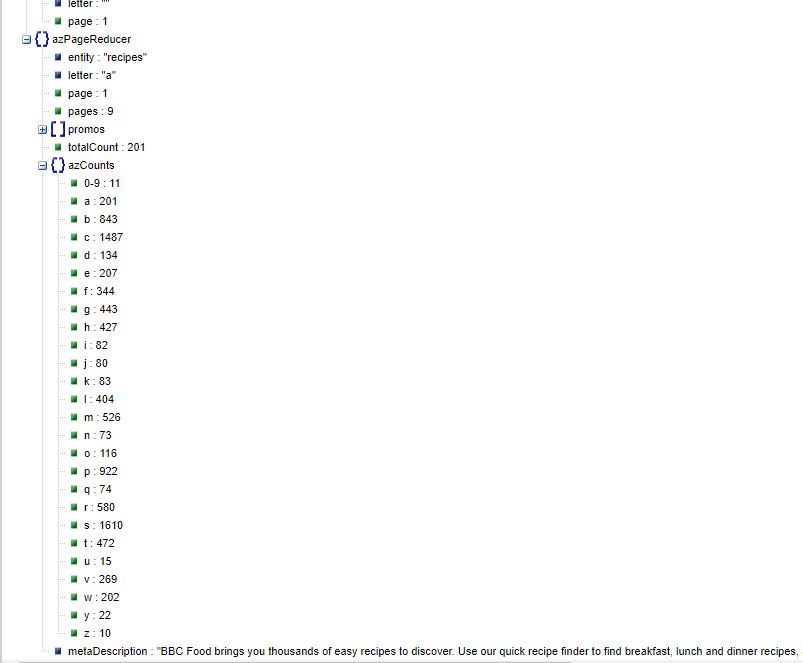 letter : ""
page : 1
azPageReducer
entity : "recipes"
letter : "a"
page : 1
pages : 9
promos
totalCount : 201
azCounts
0-9 : 11
a : 201
b : 843
c : 1487
d : 134
e : 207
f : 344
g : 443
h : 427
i : 82
j : 80
k : 83
l : 404
m : 526
n : 73
o : 116
p : 922
q : 74
r : 580
s : 1610
t : 472
u : 15
v : 269
w : 202
y : 22
z : 10
metaDescription : "BBC Food brings you thousands of easy recipes to discover. Use our quick recipe finder to find breakfast, lunch and dinner recipes,